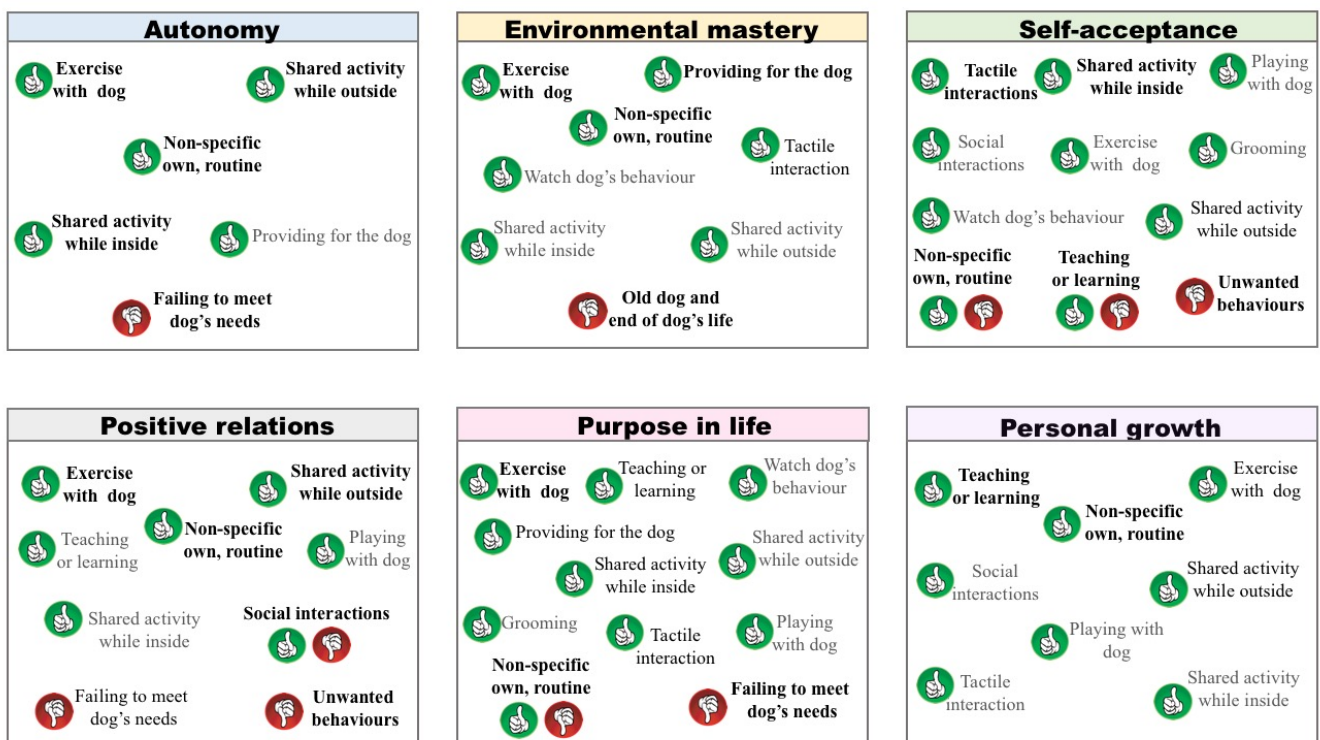 Autonomy
Exercise
with dog
Shared activity
while outside
Non-specific
own, routine
Shared activity
while inside
Providing for the dog
Failing to meet
dog's needs
Environmental mastery
Exercise
with dog
Providing for the dog
Non-specific
own, routine
Tactile
interaction
Watch dog's behaviour
Shared activity
while inside
Shared activity
while outside
Old dog and
end of dog's life
Self-acceptance
Tactile
interactions
Shared activity
while inside
Playing
with dog
Social
interactions
Exercise
with dog
Grooming
Watch dog's behaviour
Shared activity
while outside
Non-specific
own, routine
Teaching
or learning
Unwanted
behaviours
Positive relations
Exercise
with dog
Shared activity
while outside
Non-specific
own, routine
Teaching
or learning
Playing
with dog
Shared activity
while inside
Social interactions
Failing to meet
dog's needs
Unwanted
behaviours
Purpose in life
Exercise
with dog
Teaching or
learning
Watch dog's
behaviour
Providing for the dog
Shared activity
while outside
Shared activity
while inside
Grooming
Tactile
interaction
Playing
with dog
Non-specific
own, routine
Failing to meet
dog's needs
Personal growth
Teaching
or learning
Exercise
with dog
Non-specific
own, routine
Social
interactions
Shared activity
while outside
Playing with
dog
Tactile
interaction
Shared activity
while inside